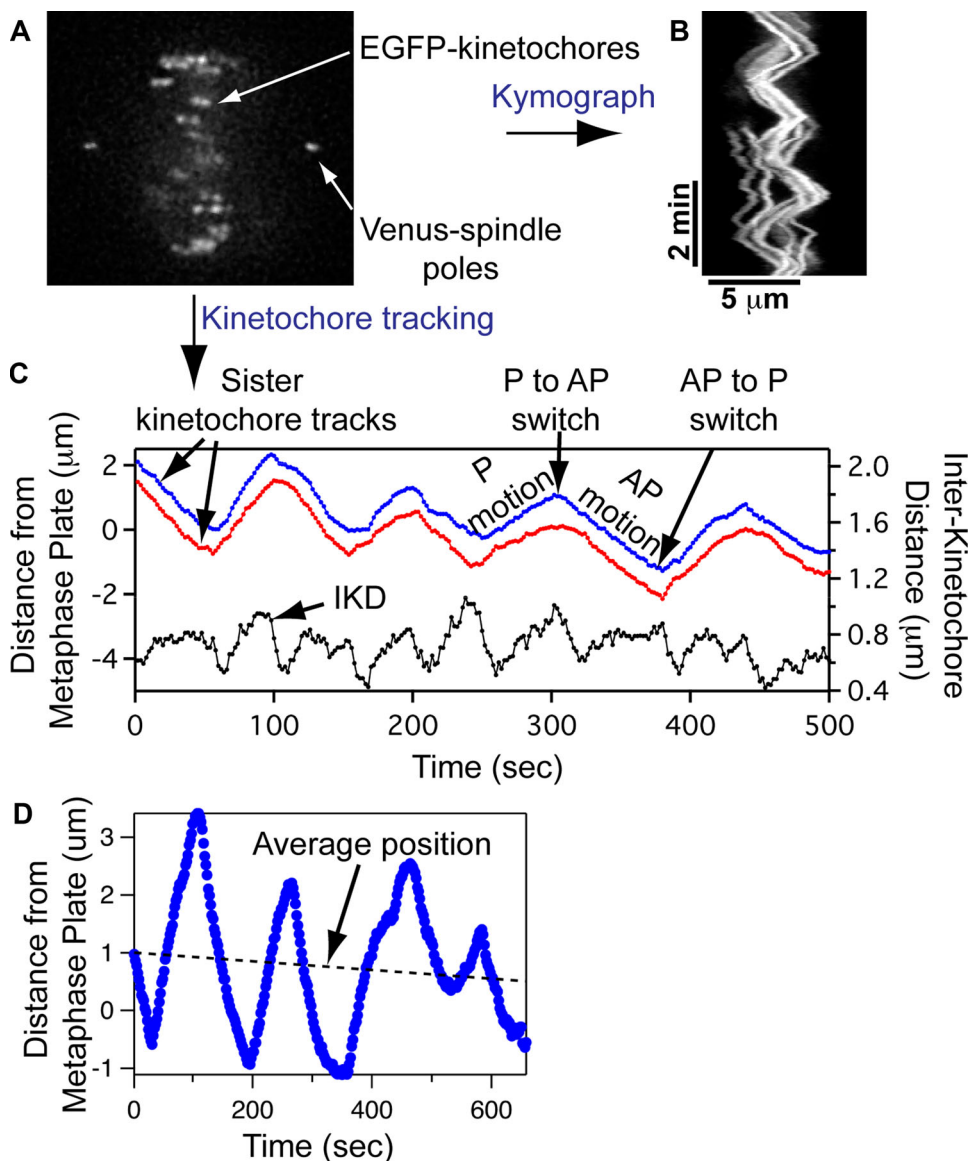 A
EGFP-kinetochores
Kymograph
Venus-spindle
poles
B
2 min
5 μm
Kinetochore tracking
C
Sister
kinetochore tracks
P to AP
switch
AP to P
switch
Distance from
Metaphase Plate (μm)
2
0
-2
-4
P
motion
AP
motion
IKD
2.0
1.6
1.2
0.8
0.4
Inter-Kinetochore
Distance (μm)
0
100
200
300
400
500
Time (sec)
D
Distance from
Metaphase Plate (um)
3
2
1
0
-1
Average position
0
200
400
600
Time (sec)